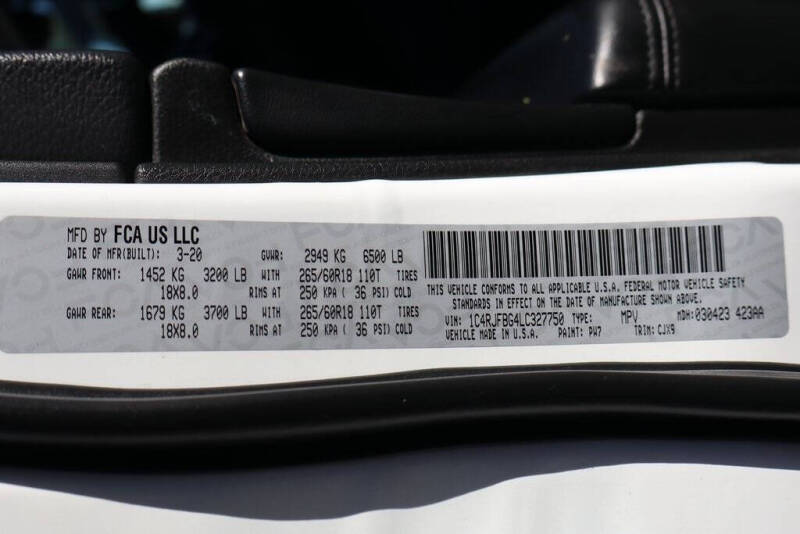 MFD BY FCA US LLC
DATE OF MFR(BUILT): 3-20 GVWR: 2949 KG 6500 LB
GAWR FRONT: 1452 KG 3200 LB WITH 265/60R18 110T TIRES
18X8.0 RIMS AT 250 KPA ( 36 PSI) COLD
GAWR REAR: 1679 KG 3700 LB WITH 265/60R18 110T TIRES
18X8.0 RIMS AT 250 KPA ( 36 PSI) COLD
THIS VEHICLE CONFORMS TO ALL APPLICABLE U.S.A. FEDERAL MOTOR VEHICLE SAFETY
STANDARDS IN EFFECT ON THE DATE OF MANUFACTURE SHOWN ABOVE.
VIN: 1C4RJFBG4LC327750 TYPE: MPV MDH: 030423 423AA
VEHICLE MADE IN U.S.A. PAINT: PW7 TRIM: CJX9